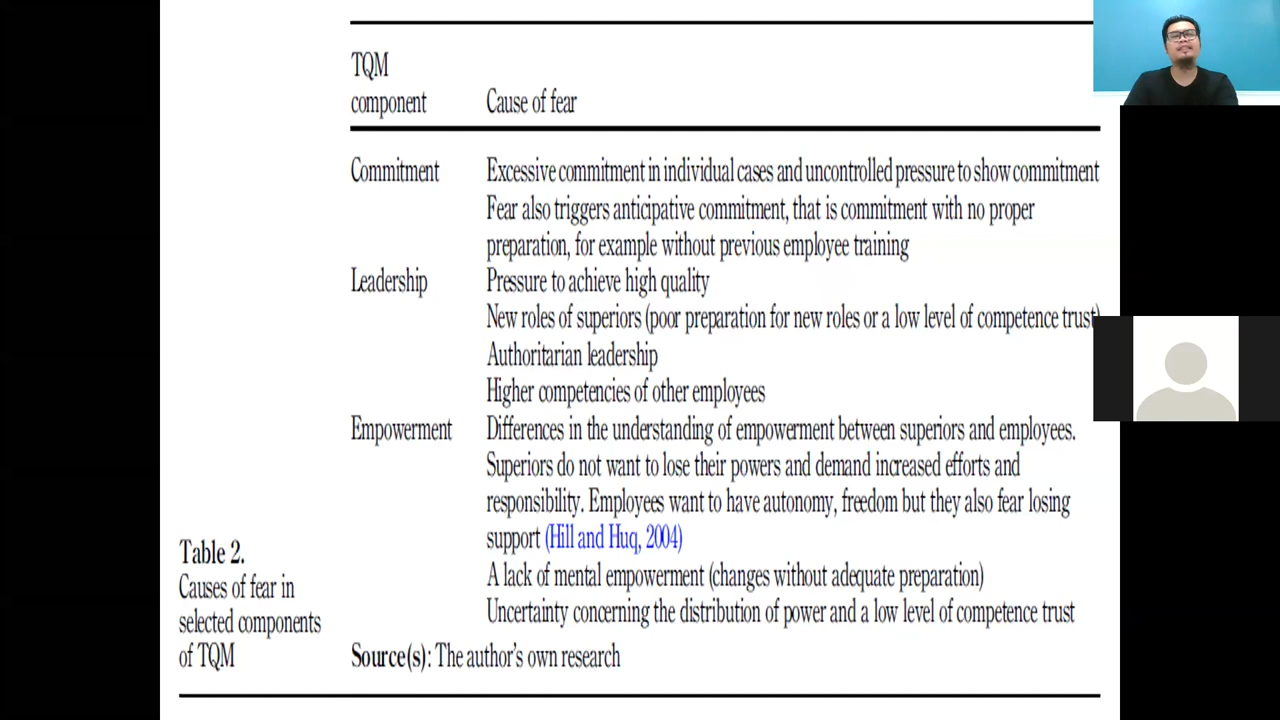 TQM
component Cause of fear
Commitment Excessive commitment in individual cases and uncontrolled pressure to show commitment
Fear also triggers anticipative commitment, that is commitment with no proper
preparation, for example without previous employee training
Leadership Pressure to achieve high quality
New roles of superiors (poor preparation for new roles or a low level of competence trust)
Authoritarian leadership
Higher competencies of other employees
Empowerment Differences in the understanding of empowerment between superiors and employees.
Superiors do not want to lose their powers and demand increased efforts and
responsibility. Employees want to have autonomy, freedom but they also fear losing
support (Hill and Huq, 2004)
A lack of mental empowerment (changes without adequate preparation)
Uncertainty concerning the distribution of power and a low level of competence trust
Source(s): The author's own research
Table 2.
Causes of fear in
selected components
of TQM